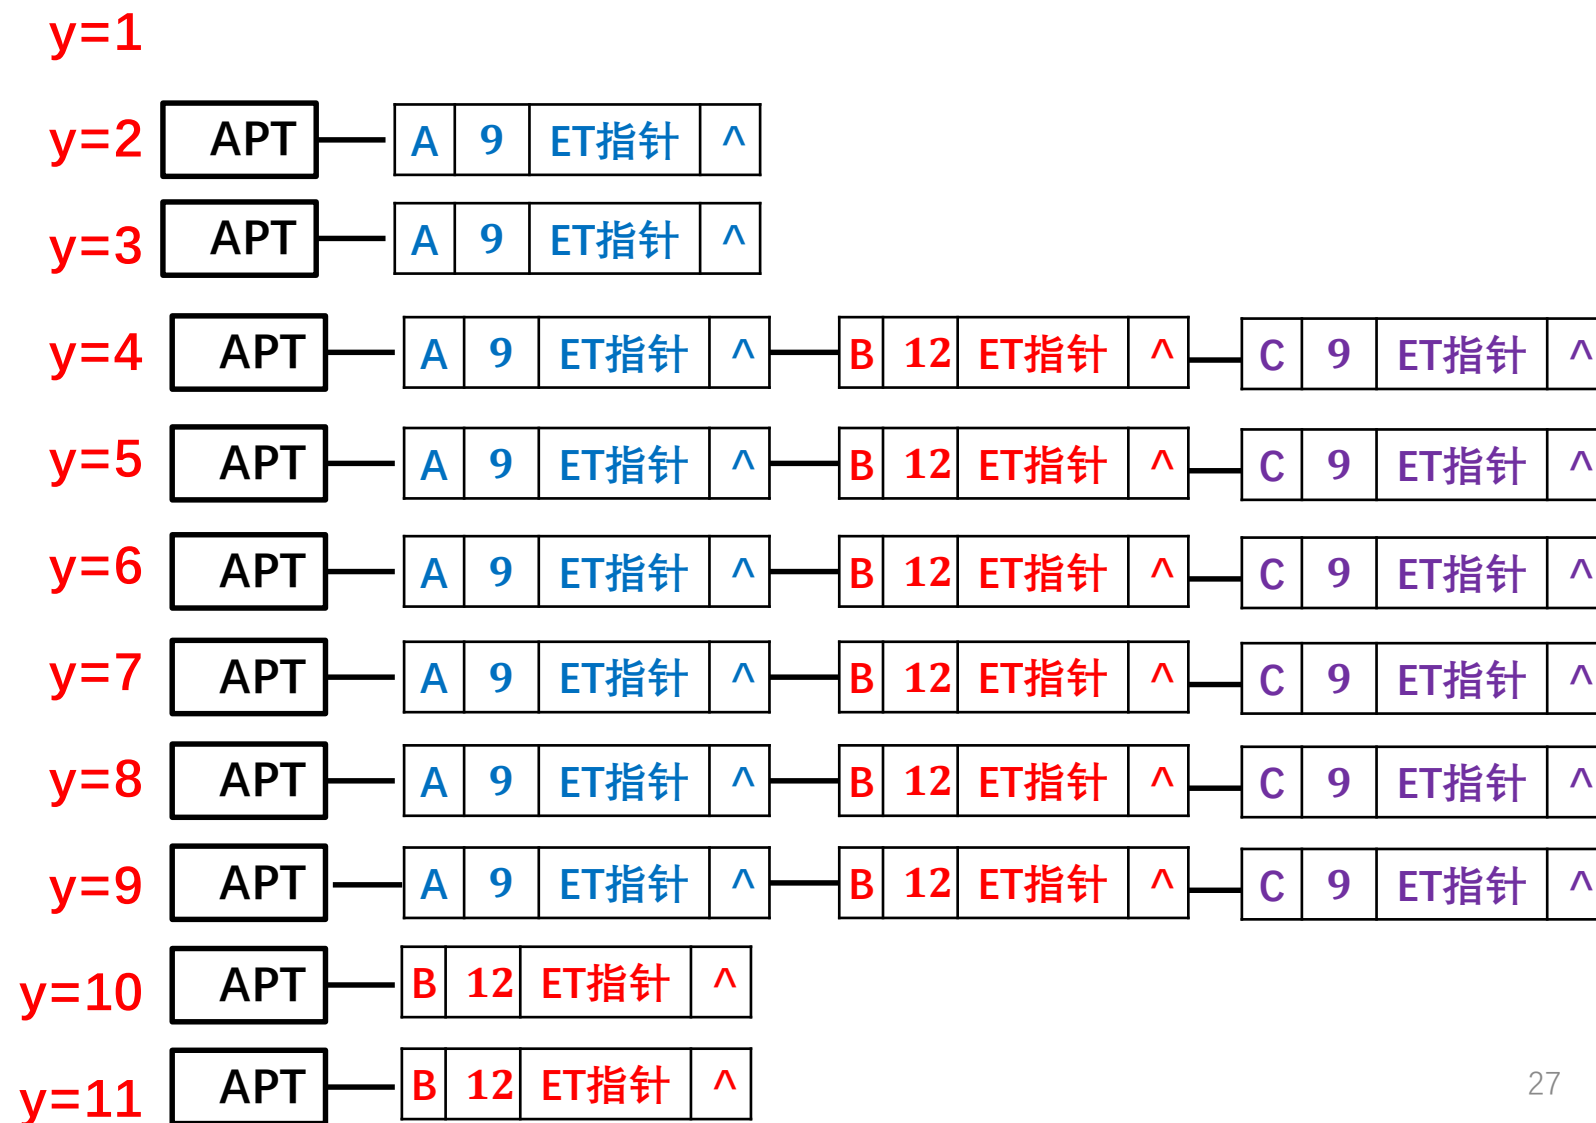 y=1
y=2 APT A 9 ET指针 ^
y=3 APT A 9 ET指针 ^
y=4 APT A 9 ET指针 ^ B 12 ET指针 ^ C 9 ET指针 ^
y=5 APT A 9 ET指针 ^ B 12 ET指针 ^ C 9 ET指针 ^
y=6 APT A 9 ET指针 ^ B 12 ET指针 ^ C 9 ET指针 ^
y=7 APT A 9 ET指针 ^ B 12 ET指针 ^ C 9 ET指针 ^
y=8 APT A 9 ET指针 ^ B 12 ET指针 ^ C 9 ET指针 ^
y=9 APT A 9 ET指针 ^ B 12 ET指针 ^ C 9 ET指针 ^
y=10 APT B 12 ET指针 ^
y=11 APT B 12 ET指针 ^
27